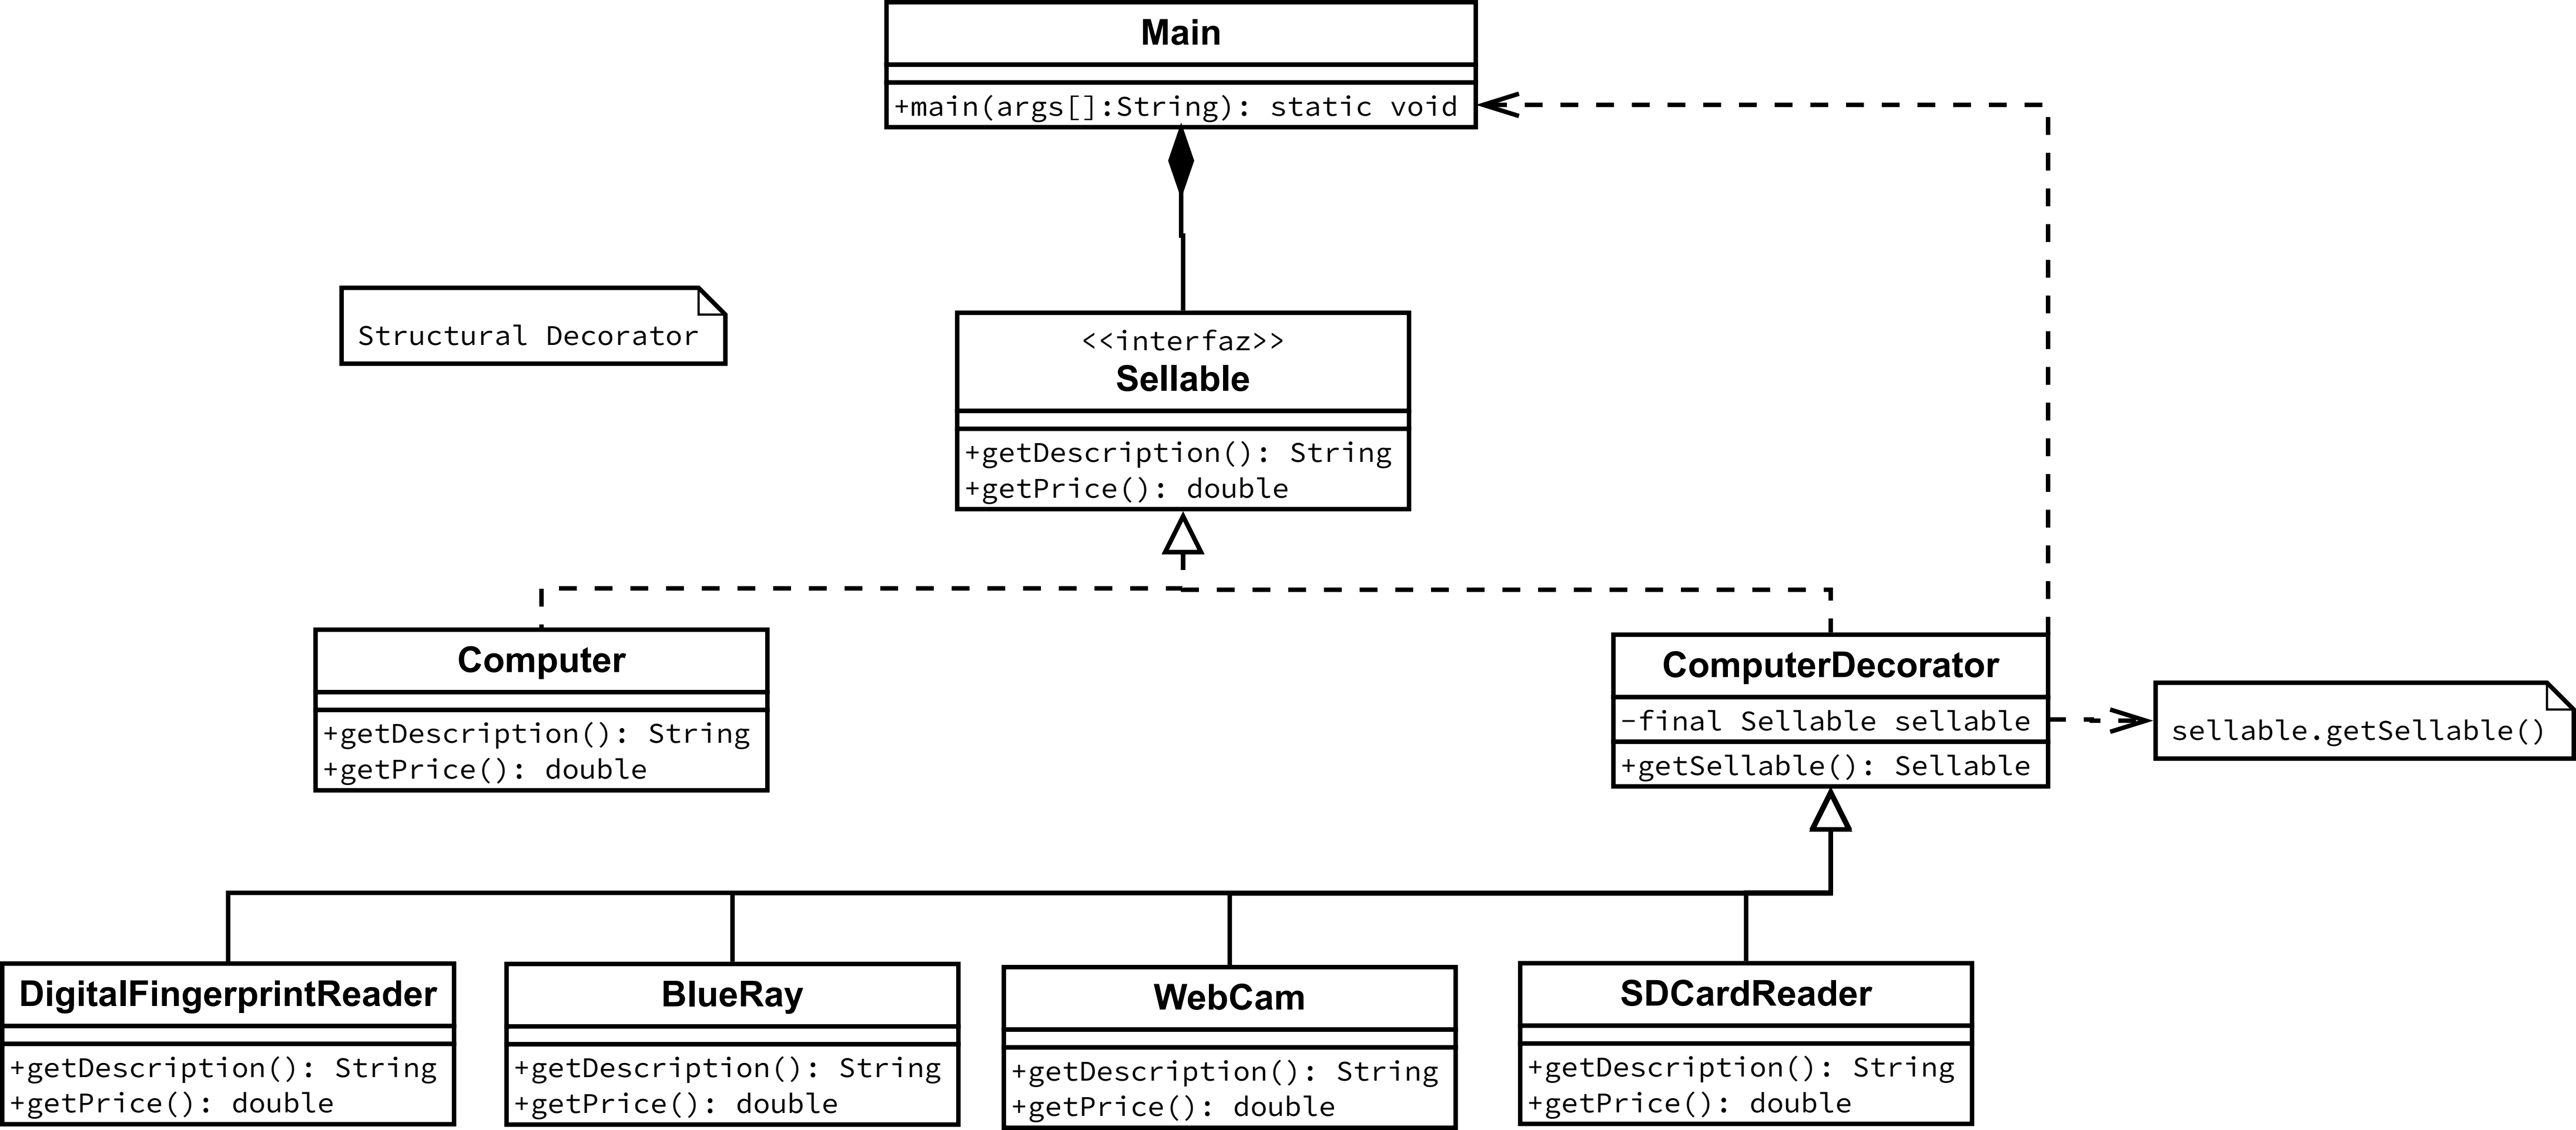 Main
+main(args[]:String): static void
Structural Decorator
<<interfaz>>
Sellable
+getDescription(): String
+getPrice(): double
Computer
+getDescription(): String
+getPrice(): double
ComputerDecorator
-final Sellable sellable
+getSellable(): Sellable
sellable.getSellable()
DigitalFingerprintReader
+getDescription(): String
+getPrice(): double
BlueRay
+getDescription(): String
+getPrice(): double
WebCam
+getDescription(): String
+getPrice(): double
SDCardReader
+getDescription(): String
+getPrice(): double